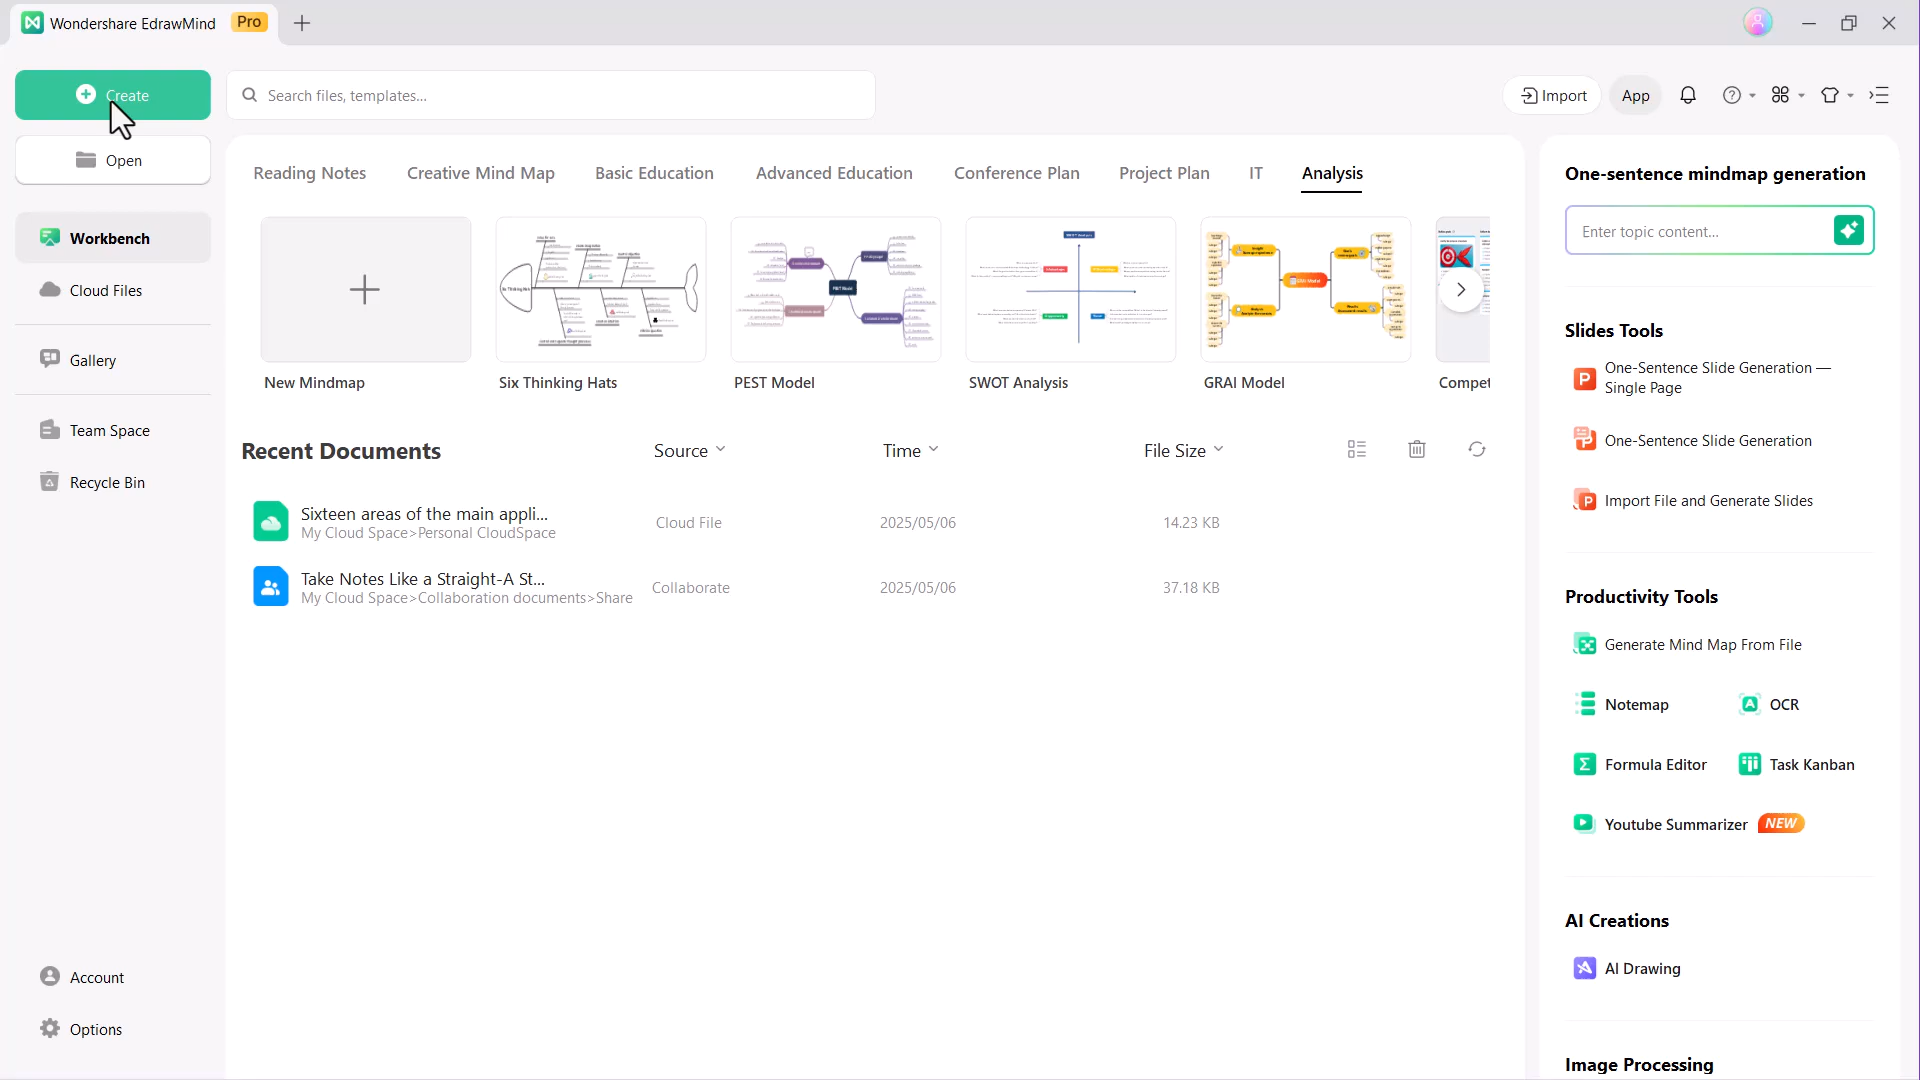 Wondershare EdrawMind Pro
Create
Search files, templates...
Import
App
Open
Workbench
Cloud Files
Gallery
Team Space
Recycle Bin
Account
Options
Reading Notes
Creative Mind Map
Basic Education
Advanced Education
Conference Plan
Project Plan
IT
Analysis
SWOT Analysis
PEST Model
New Mindmap
Six Thinking Hats
PEST Model
SWOT Analysis
GRAI Model
Compet
Recent Documents
Source
Time
File Size
Sixteen areas of the main appli...
My Cloud Space>Personal CloudSpace
Cloud File
2025/05/06
14.23 KB
Take Notes Like a Straight-A St...
My Cloud Space>Collaboration documents>Share
Collaborate
2025/05/06
37.18 KB
One-sentence mindmap generation
Enter topic content...
Slides Tools
One-Sentence Slide Generation —
Single Page
One-Sentence Slide Generation
Import File and Generate Slides
Productivity Tools
Generate Mind Map From File
Notemap
OCR
Formula Editor
Task Kanban
Youtube Summarizer NEW
AI Creations
AI Drawing
Image Processing